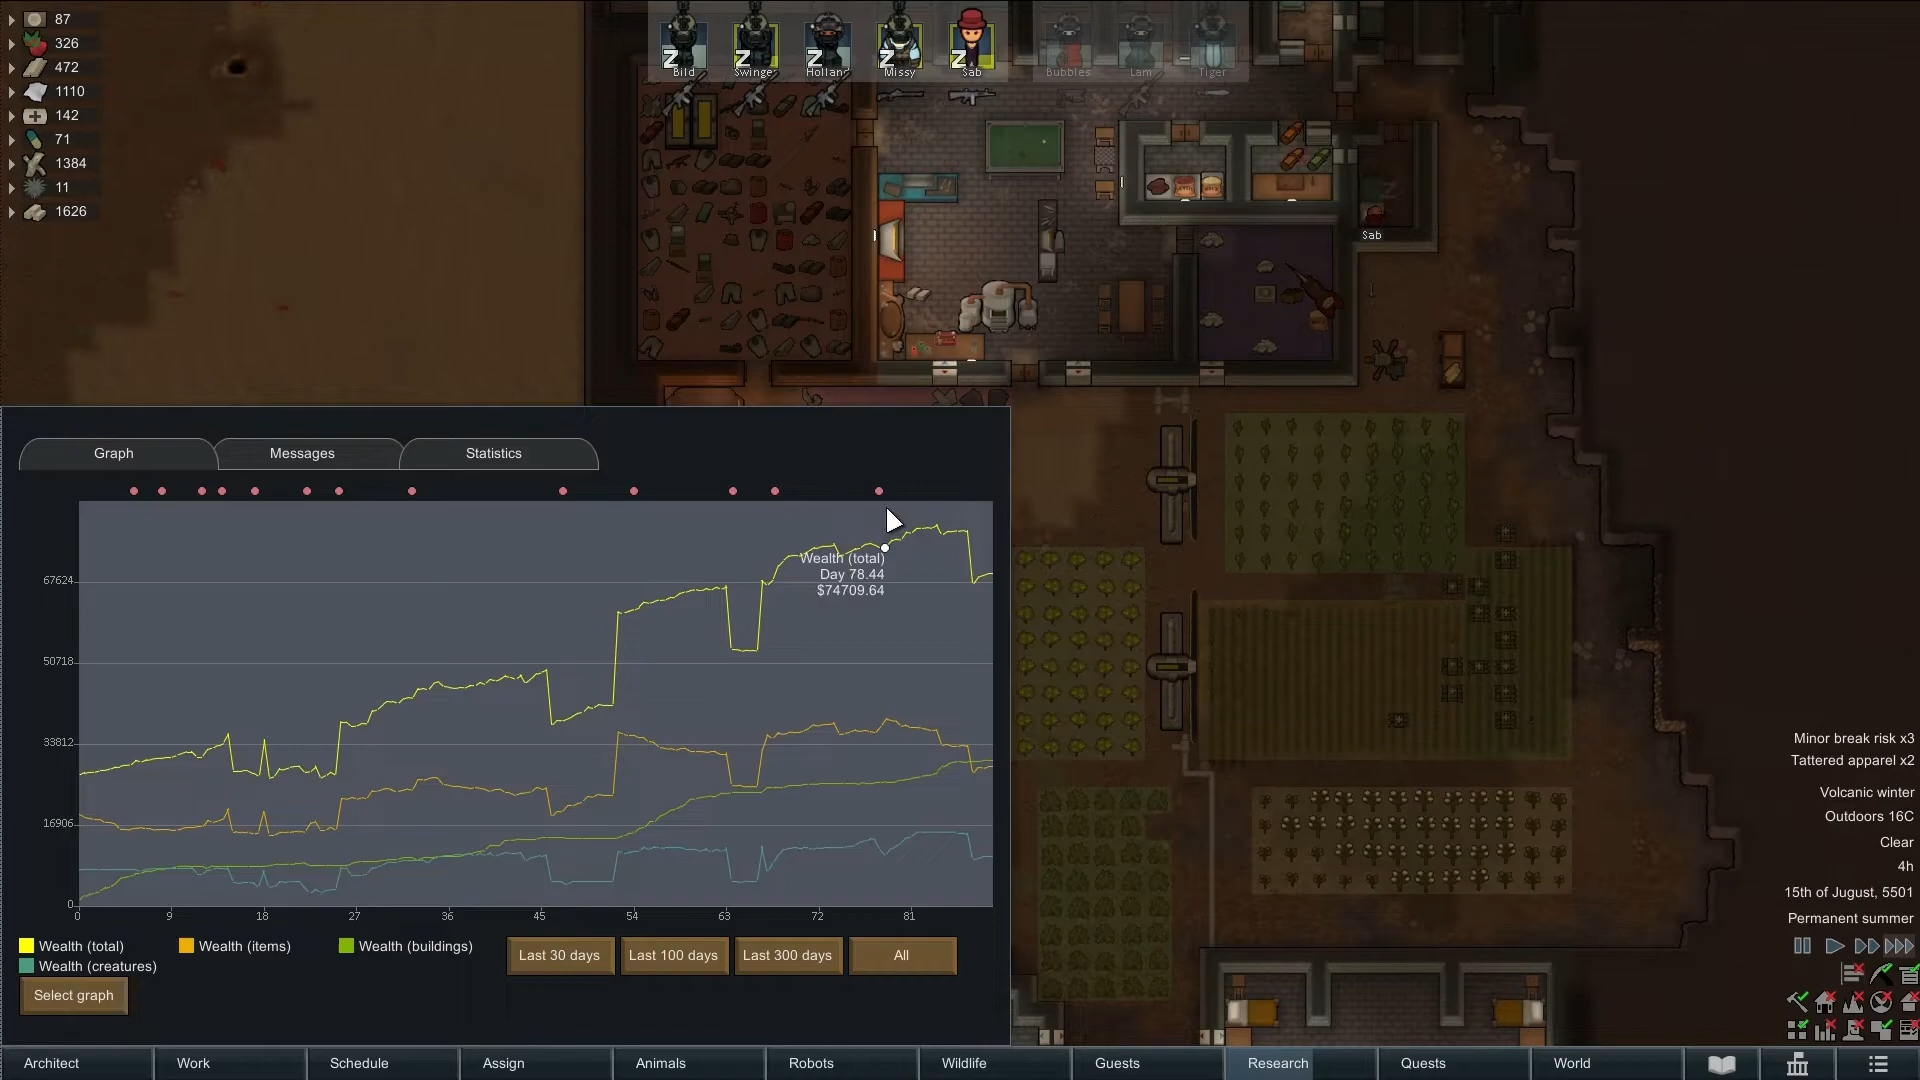 87
326
472
1110
142
71
1384
11
1626
Bild
Swinge
Hollan
Missy
Sab
Bubbles
Lam
Tiger
Sab
Graph
Messages
Statistics
Wealth (total)
Day 78.44
$74709.64
67624
50718
33812
16906
0
0 9 18 27 36 45 54 63 72 81
Wealth (total)
Wealth (items)
Wealth (buildings)
Wealth (creatures)
Last 30 days
Last 100 days
Last 300 days
All
Select graph
Minor break risk x3
Tattered apparel x2
Volcanic winter
Outdoors 16C
Clear
4h
15th of Jugust, 5501
Permanent summer
Architect
Work
Schedule
Assign
Animals
Robots
Wildlife
Guests
Research
Quests
World